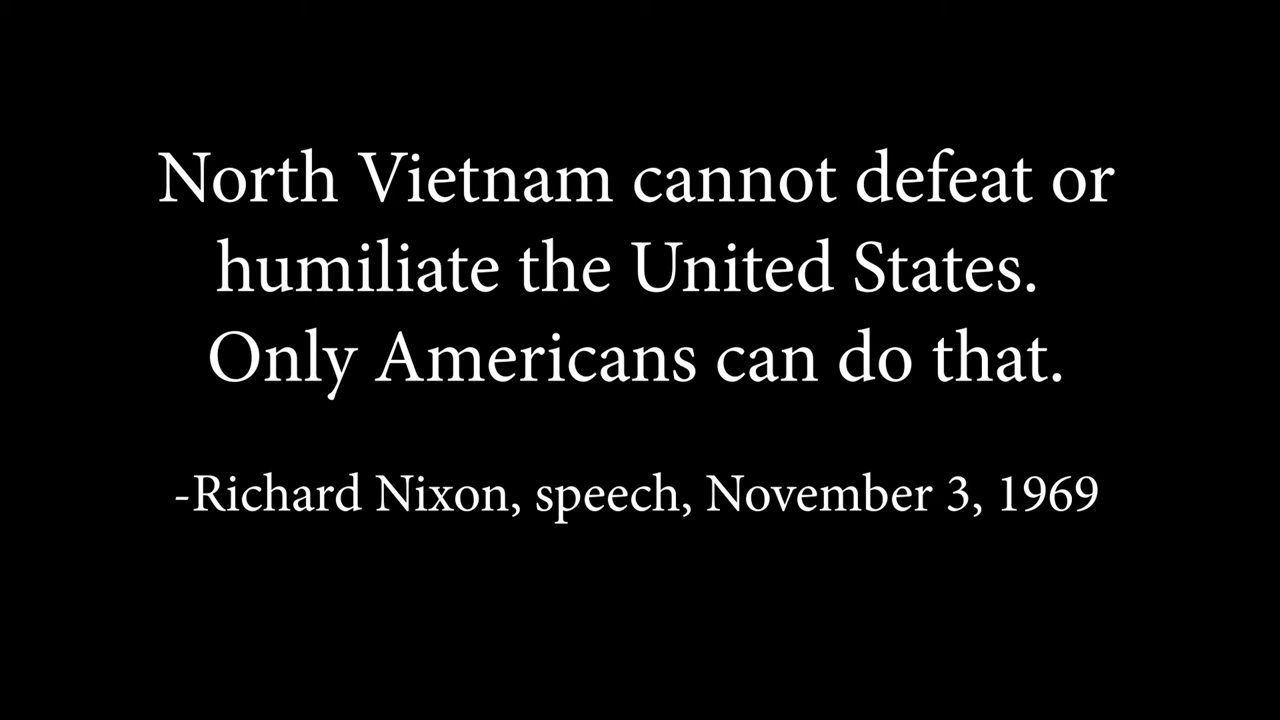 North Vietnam cannot defeat or
humiliate the United States.
Only Americans can do that.
-Richard Nixon, speech, November 3, 1969